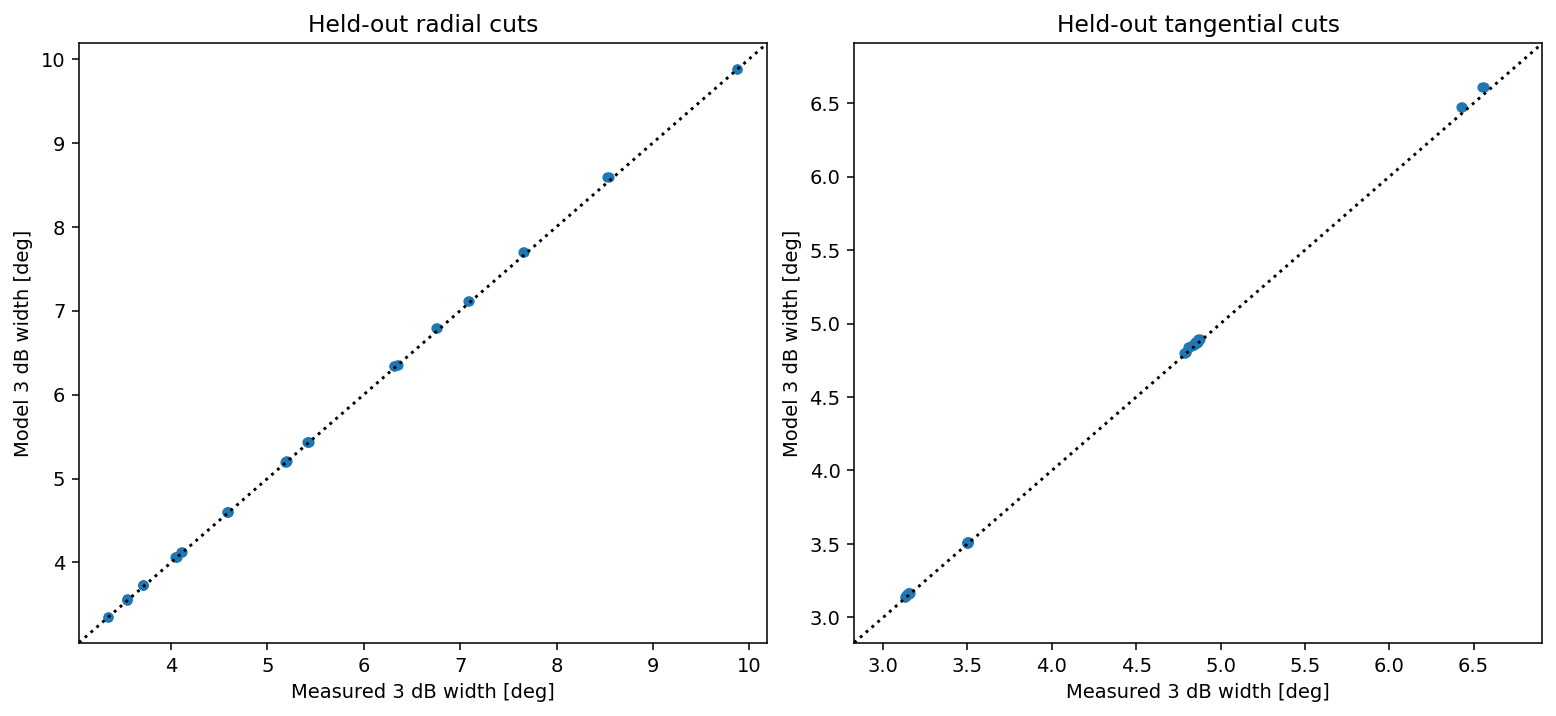 Held-out radial cuts
10
9
8
7
6
5
4
4 5 6 7 8 9 10
Model 3 dB width [deg]
Measured 3 dB width [deg]
Held-out tangential cuts
6.5
6.0
5.5
5.0
4.5
4.0
3.5
3.0
3.0 3.5 4.0 4.5 5.0 5.5 6.0 6.5
Model 3 dB width [deg]
Measured 3 dB width [deg]